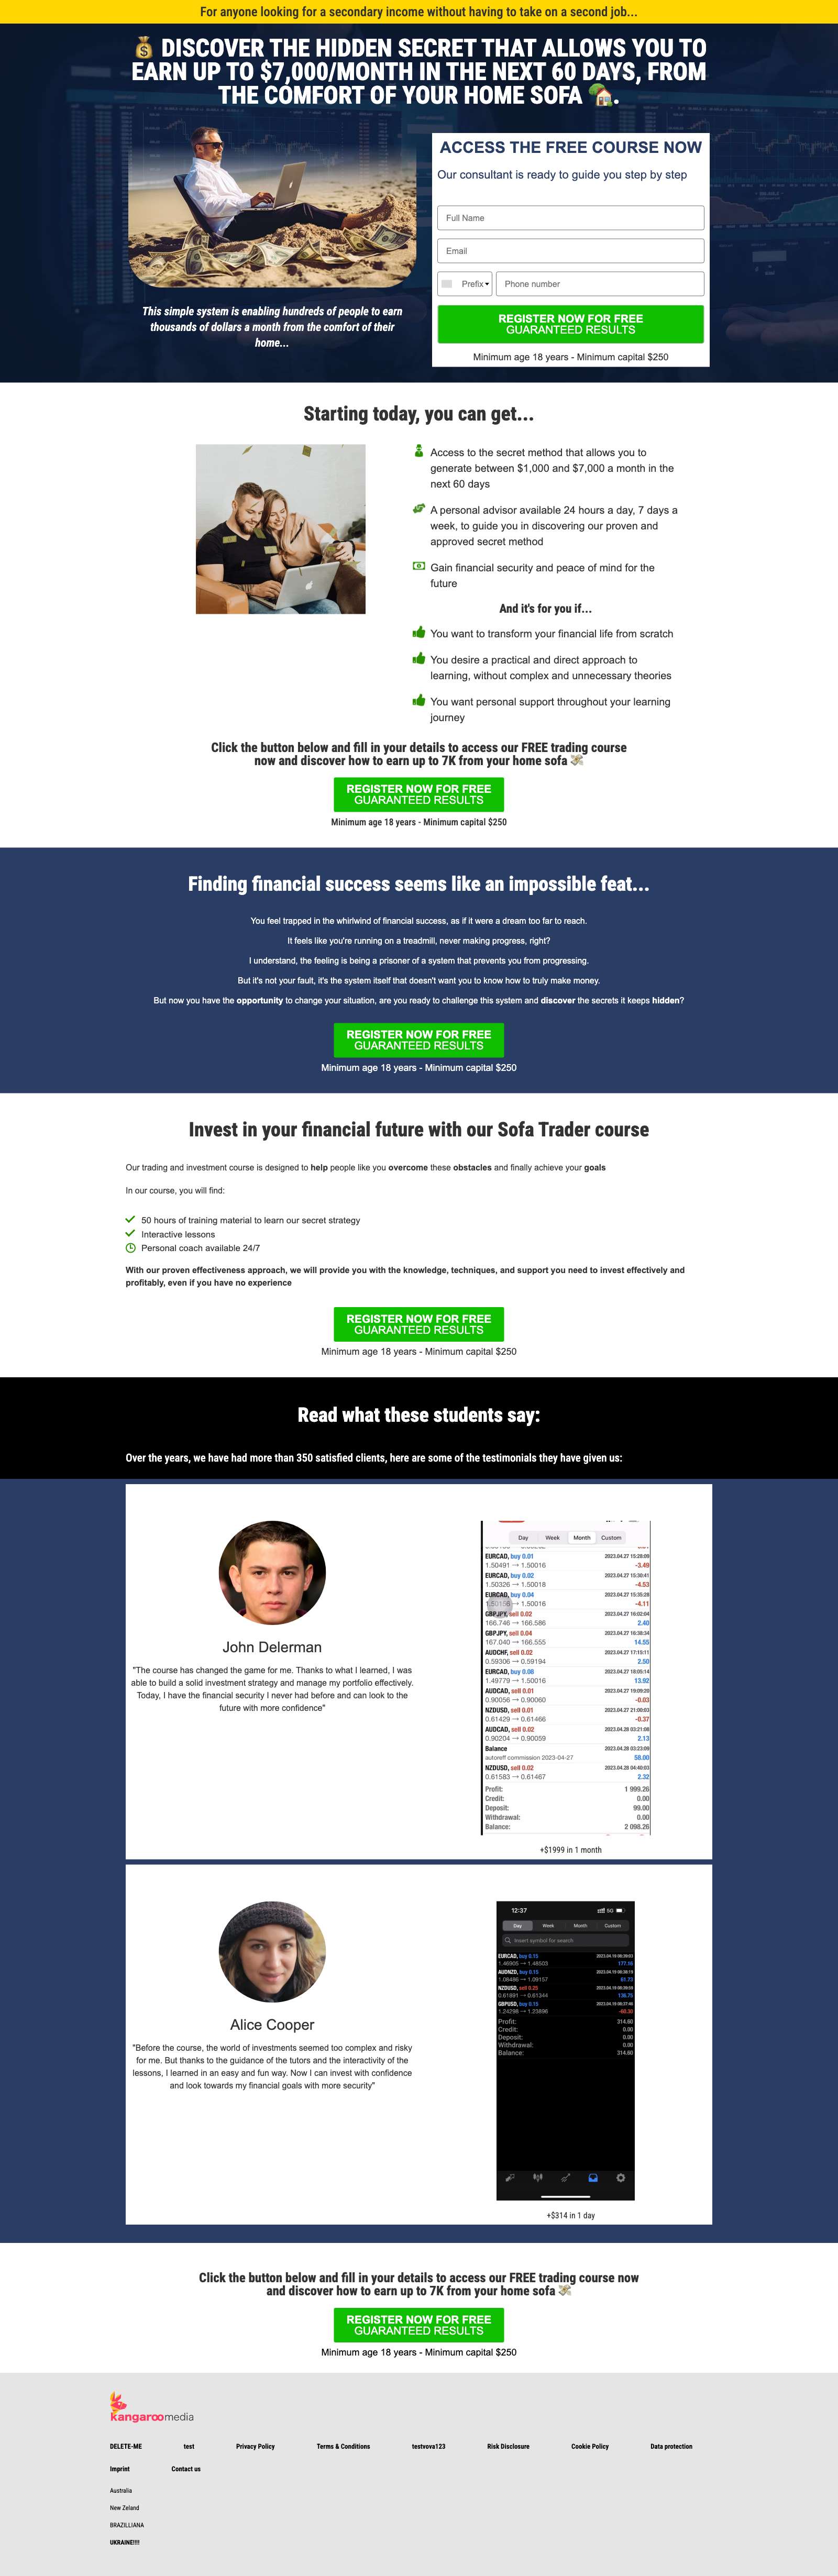 For anyone looking for a secondary income without having to take on a second job...
DISCOVER THE HIDDEN SECRET THAT ALLOWS YOU TO
EARN UP TO $7,000/MONTH IN THE NEXT 60 DAYS, FROM
THE COMFORT OF YOUR HOME SOFA.
This simple system is enabling hundreds of people to earn
thousands of dollars a month from the comfort of their
home...
ACCESS THE FREE COURSE NOW
Our consultant is ready to guide you step by step
Full Name
Email
Prefix
Phone number
REGISTER NOW FOR FREE
GUARANTEED RESULTS
Minimum age 18 years - Minimum capital $250
Starting today, you can get...
Access to the secret method that allows you to
generate between $1,000 and $7,000 a month in the
next 60 days
A personal advisor available 24 hours a day, 7 days a
week, to guide you in discovering our proven and
approved secret method
Gain financial security and peace of mind for the
future
And it's for you if...
You want to transform your financial life from scratch
You desire a practical and direct approach to
learning, without complex and unnecessary theories
You want personal support throughout your learning
journey
Click the button below and fill in your details to access our FREE trading course
now and discover how to earn up to 7K from your home sofa
REGISTER NOW FOR FREE
GUARANTEED RESULTS
Minimum age 18 years - Minimum capital $250
Finding financial success seems like an impossible feat...
You feel trapped in the whirlwind of financial success, as if it were a dream too far to reach.
It feels like you're running on a treadmill, never making progress, right?
I understand, the feeling is being a prisoner of a system that prevents you from progressing.
But it's not your fault, it's the system itself that doesn't want you to know how to truly make money.
But now you have the opportunity to change your situation, are you ready to challenge this system and discover the secrets it keeps hidden?
REGISTER NOW FOR FREE
GUARANTEED RESULTS
Minimum age 18 years - Minimum capital $250
Invest in your financial future with our Sofa Trader course
Our trading and investment course is designed to help people like you overcome these obstacles and finally achieve your goals
In our course, you will find:
50 hours of training material to learn our secret strategy
Interactive lessons
Personal coach available 24/7
With our proven effectiveness approach, we will provide you with the knowledge, techniques, and support you need to invest effectively and
profitably, even if you have no experience
REGISTER NOW FOR FREE
GUARANTEED RESULTS
Minimum age 18 years - Minimum capital $250
Read what these students say:
Over the years, we have had more than 350 satisfied clients, here are some of the testimonials they have given us:
John Delerman
"The course has changed the game for me. Thanks to what I learned, I was
able to build a solid investment strategy and manage my portfolio effectively.
Today, I have the financial security I never had before and can look to the
future with more confidence"
Day Week Month Custom
EURCAD, buy 0.01 2023.04.27 15:28:09
1.50491 → 1.50016 -3.49
EURCAD, buy 0.02 2023.04.27 15:30:41
1.50326 → 1.50018 -4.53
EURCAD, buy 0.04 2023.04.27 15:35:28
1.50156 → 1.50016 -4.11
GBPJPY, sell 0.02 2023.04.27 16:02:04
166.746 → 166.586 2.40
GBPJPY, sell 0.04 2023.04.27 16:38:34
167.040 → 166.555 14.55
AUDCHF, sell 0.02 2023.04.27 17:15:11
0.59306 → 0.59194 2.50
EURCAD, buy 0.08 2023.04.27 18:05:14
1.49779 → 1.50016 13.92
AUDCAD, sell 0.01 2023.04.27 19:09:20
0.90056 → 0.90060 -0.03
NZDUSD, sell 0.01 2023.04.27 21:00:03
0.61429 → 0.61466 -0.37
AUDCAD, sell 0.02 2023.04.28 03:21:08
0.90204 → 0.90059 2.13
Balance 2023.04.28 03:23:09
autoreff commission 2023-04-27 58.00
NZDUSD, sell 0.02 2023.04.28 04:40:03
0.61583 → 0.61467 2.32
Profit: 1 999.26
Credit: 0.00
Deposit: 99.00
Withdrawal: 0.00
Balance: 2 098.26
+$1999 in 1 month
Alice Cooper
"Before the course, the world of investments seemed too complex and risky
for me. But thanks to the guidance of the tutors and the interactivity of the
lessons, I learned in an easy and fun way. Now I can invest with confidence
and look towards my financial goals with more security"
12:37 5G
Day Week Month Custom
Insert symbol for search
EURCAD, buy 0.15
1.46905 → 1.48505 177.16
AUDNZD, buy 0.15
1.08486 → 1.09157 61.73
NZDUSD, sell 0.25
0.61881 → 0.61344 136.75
GBPUSD, buy 0.15
1.24298 → 1.23896 -60.30
Profit: 314.80
Credit: 0.00
Deposit: 0.00
Withdrawal: 0.00
Balance: 314.80
+$314 in 1 day
Click the button below and fill in your details to access our FREE trading course now
and discover how to earn up to 7K from your home sofa
REGISTER NOW FOR FREE
GUARANTEED RESULTS
Minimum age 18 years - Minimum capital $250
kangaroomedia
DELETE-ME test Privacy Policy Terms & Conditions testvova123 Risk Disclosure Cookie Policy Data protection
Imprint Contact us
Australia
New Zeland
BRAZILLIANA
UKRAINE!!!!